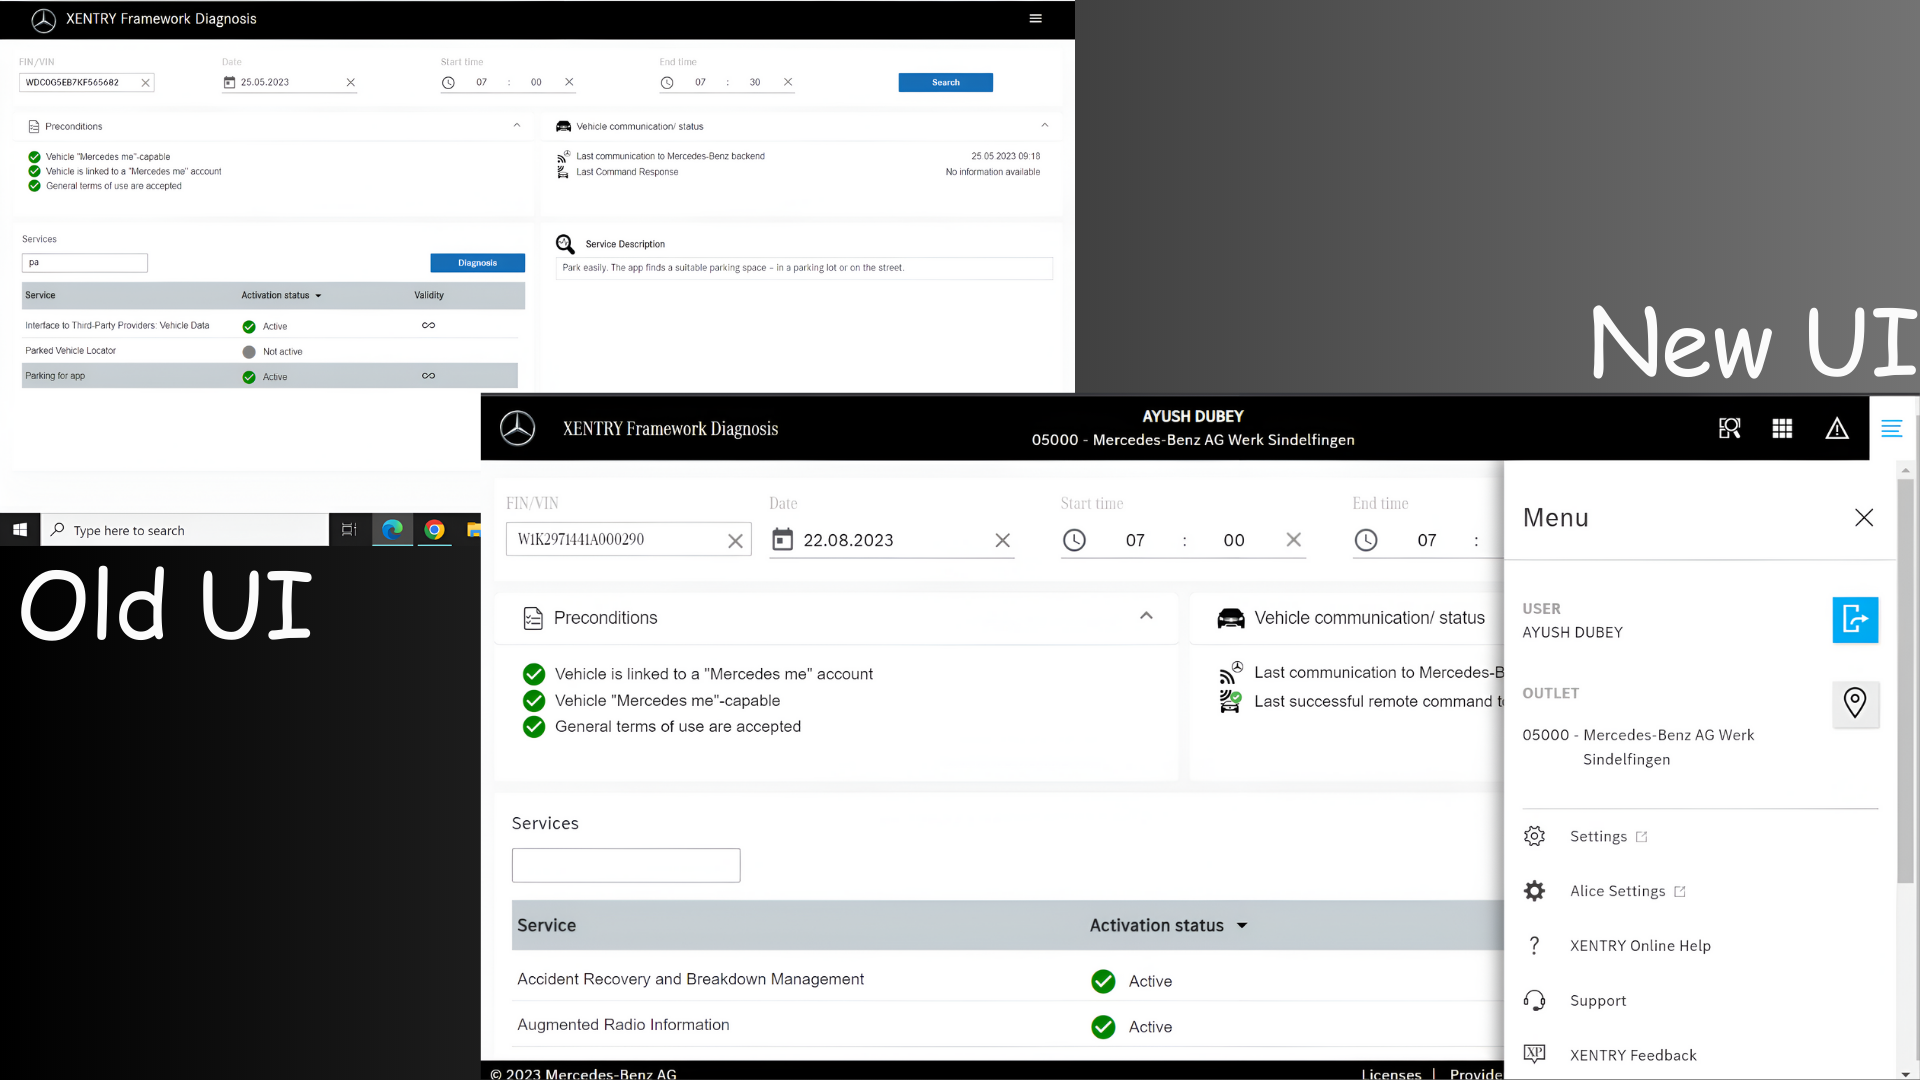 XENTRY Framework Diagnosis
FIN/VIN
Date
Start time
End time
WDC0G5EB7KF565682
25.05.2023
07 : 00
07 : 30
Search
Preconditions
Vehicle communication/ status
Vehicle "Mercedes me"-capable
Vehicle is linked to a "Mercedes me" account
General terms of use are accepted
Last communication to Mercedes-Benz backend
25 05 2023 09:18
Last Command Response
No information available
Services
pa
Diagnosis
Service Description
Park easily. The app finds a suitable parking space – in a parking lot or on the street.
Service
Activation status
Validity
Interface to Third-Party Providers: Vehicle Data
Active
Parked Vehicle Locator
Not active
Parking for app
Active
Type here to search
Old UI
New UI
XENTRY Framework Diagnosis
AYUSH DUBEY
05000 - Mercedes-Benz AG Werk Sindelfingen
FIN/VIN
Date
Start time
End time
W1K2971441A000290
22.08.2023
07 : 00
07 :
Preconditions
Vehicle communication/ status
Vehicle is linked to a "Mercedes me" account
Vehicle "Mercedes me"-capable
General terms of use are accepted
Last communication to Mercedes-B
Last successful remote command t
Services
Service
Activation status
Accident Recovery and Breakdown Management
Active
Augmented Radio Information
Active
© 2023 Mercedes-Benz AG
Licenses | Provide
Menu
USER
AYUSH DUBEY
OUTLET
05000 - Mercedes-Benz AG Werk
Sindelfingen
Settings
Alice Settings
? XENTRY Online Help
Support
XP XENTRY Feedback